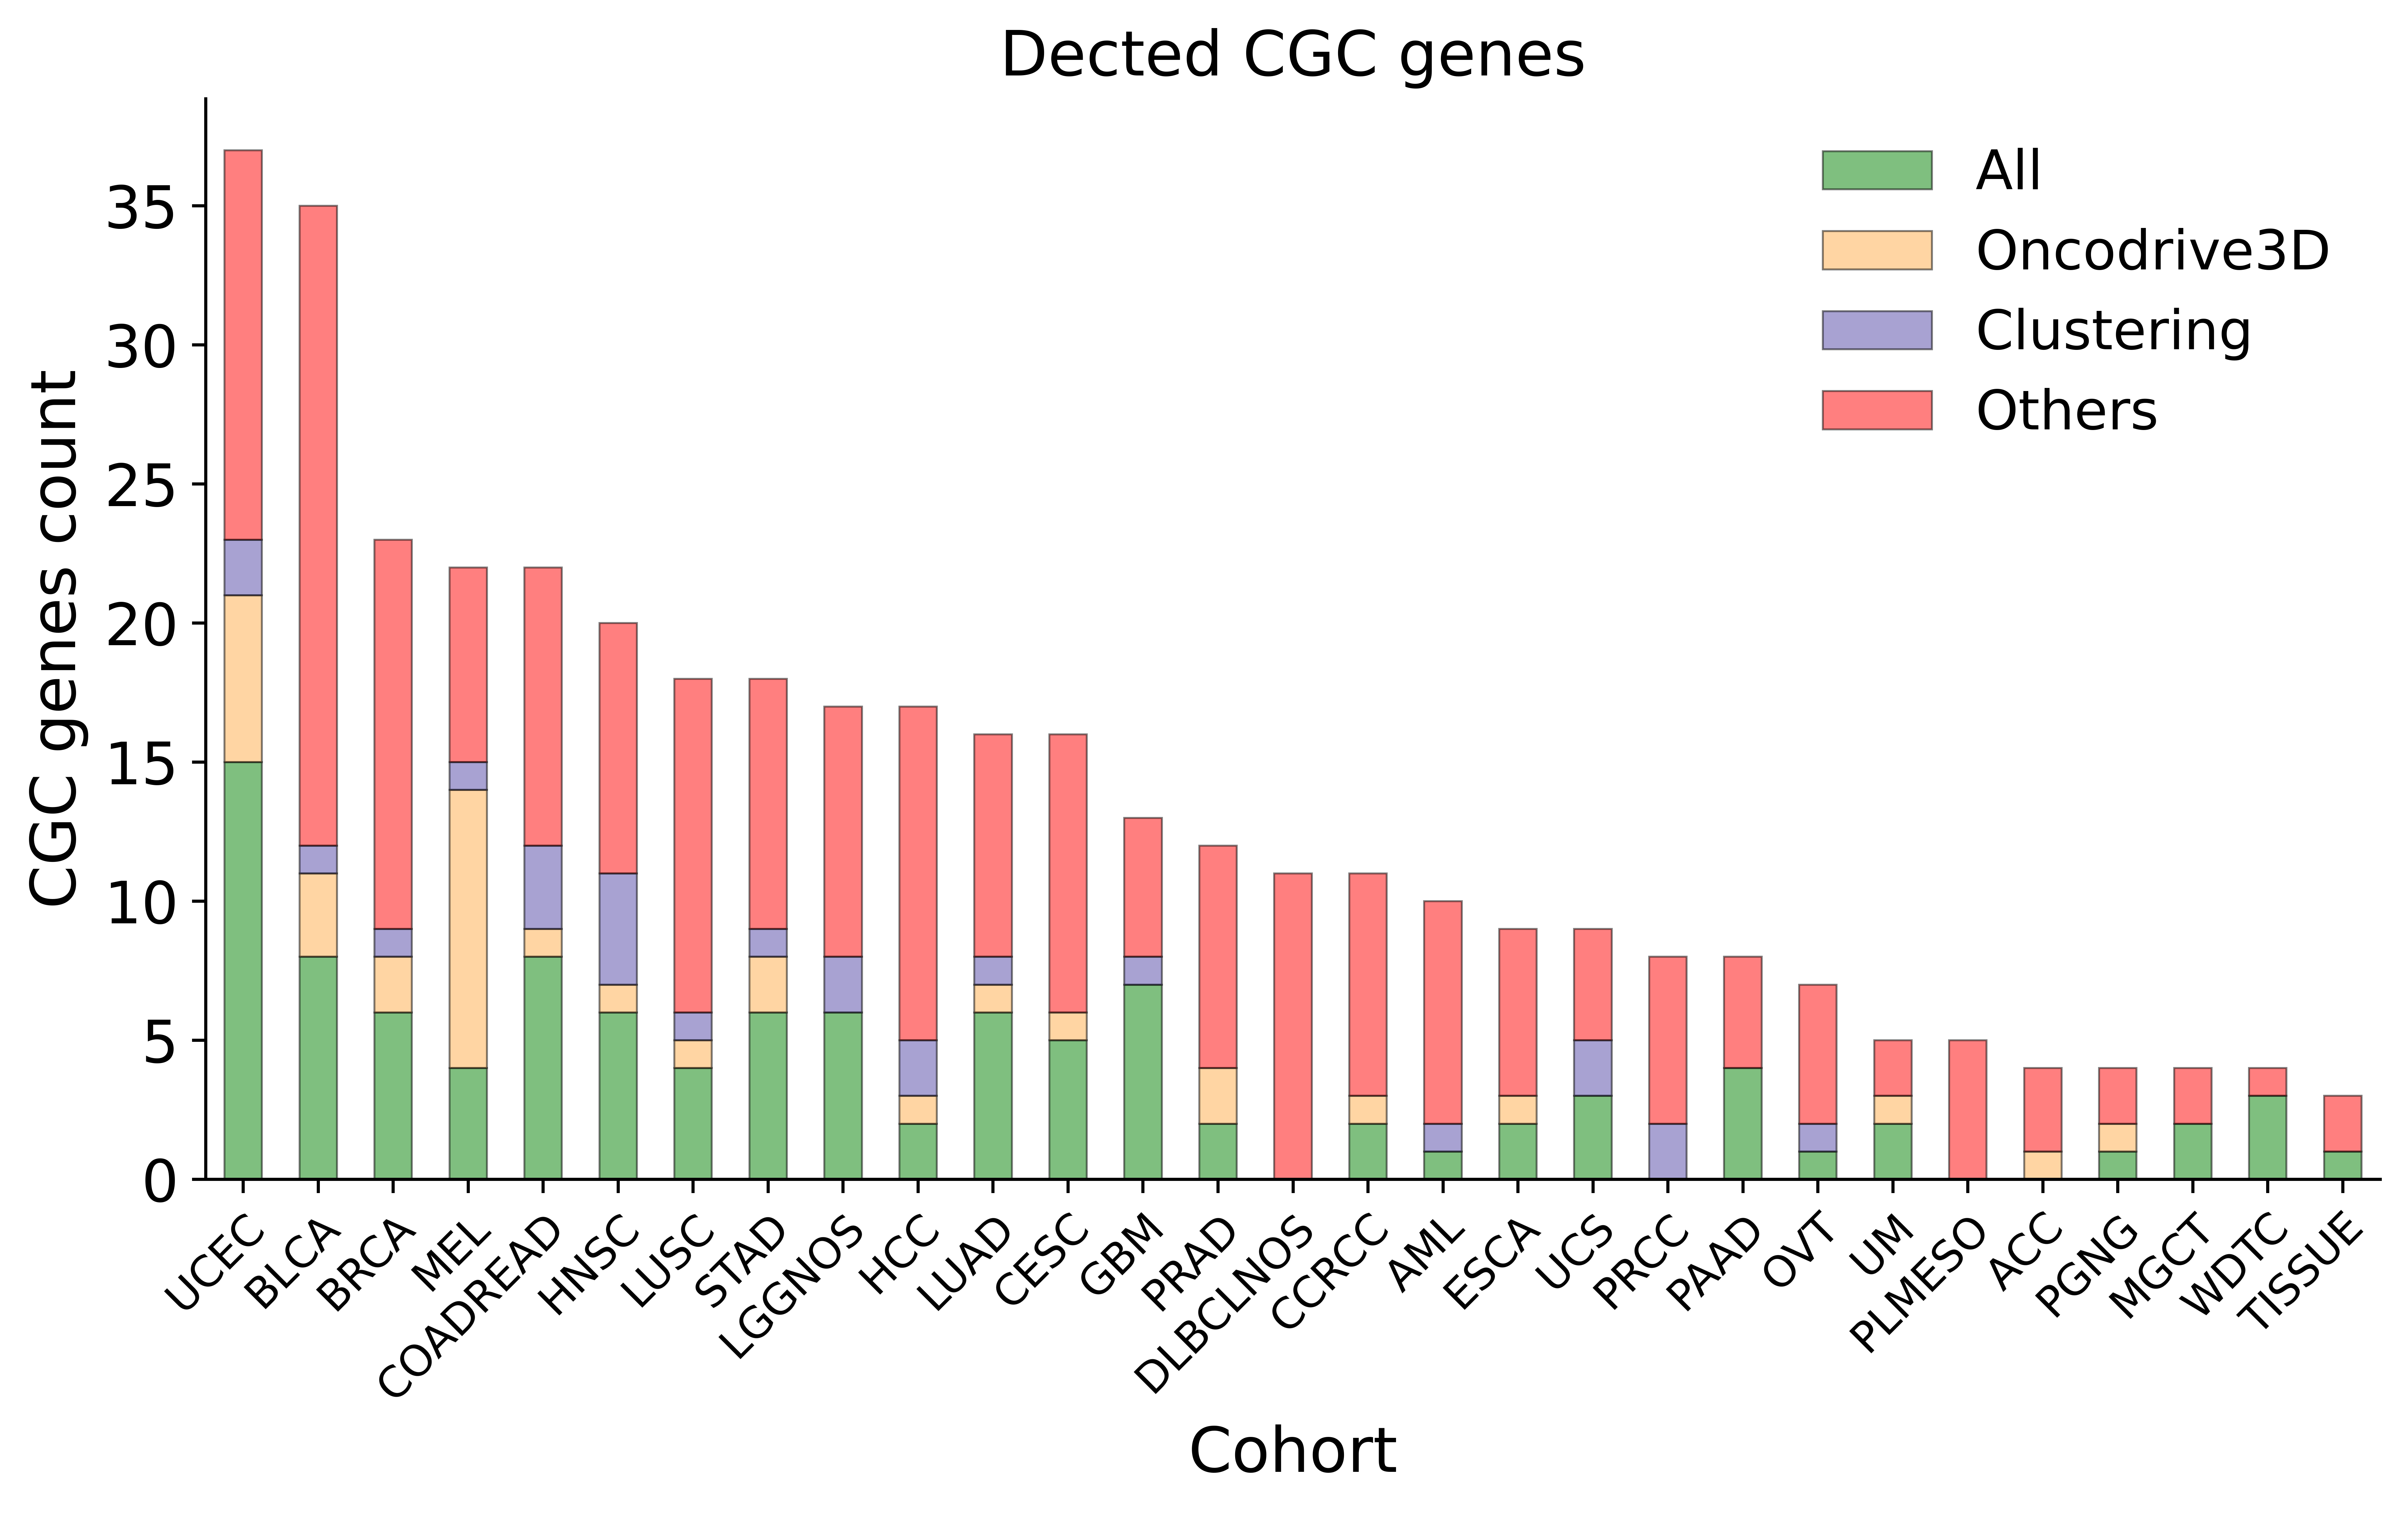 Dected CGC genes
All
Oncodrive3D
Clustering
Others
CGC genes count
35
30
25
20
15
10
5
0
UCEC
BLCA
BRCA
MEL
COADREAD
HNSC
LUSC
STAD
LGGNOS
HCC
LUAD
CESC
GBM
PRAD
DLBCLNOS
CCRCC
AML
ESCA
UCS
PRCC
PAAD
OVT
UM
PLMESO
ACC
PGNG
MGCT
WDTC
TISSUE
Cohort